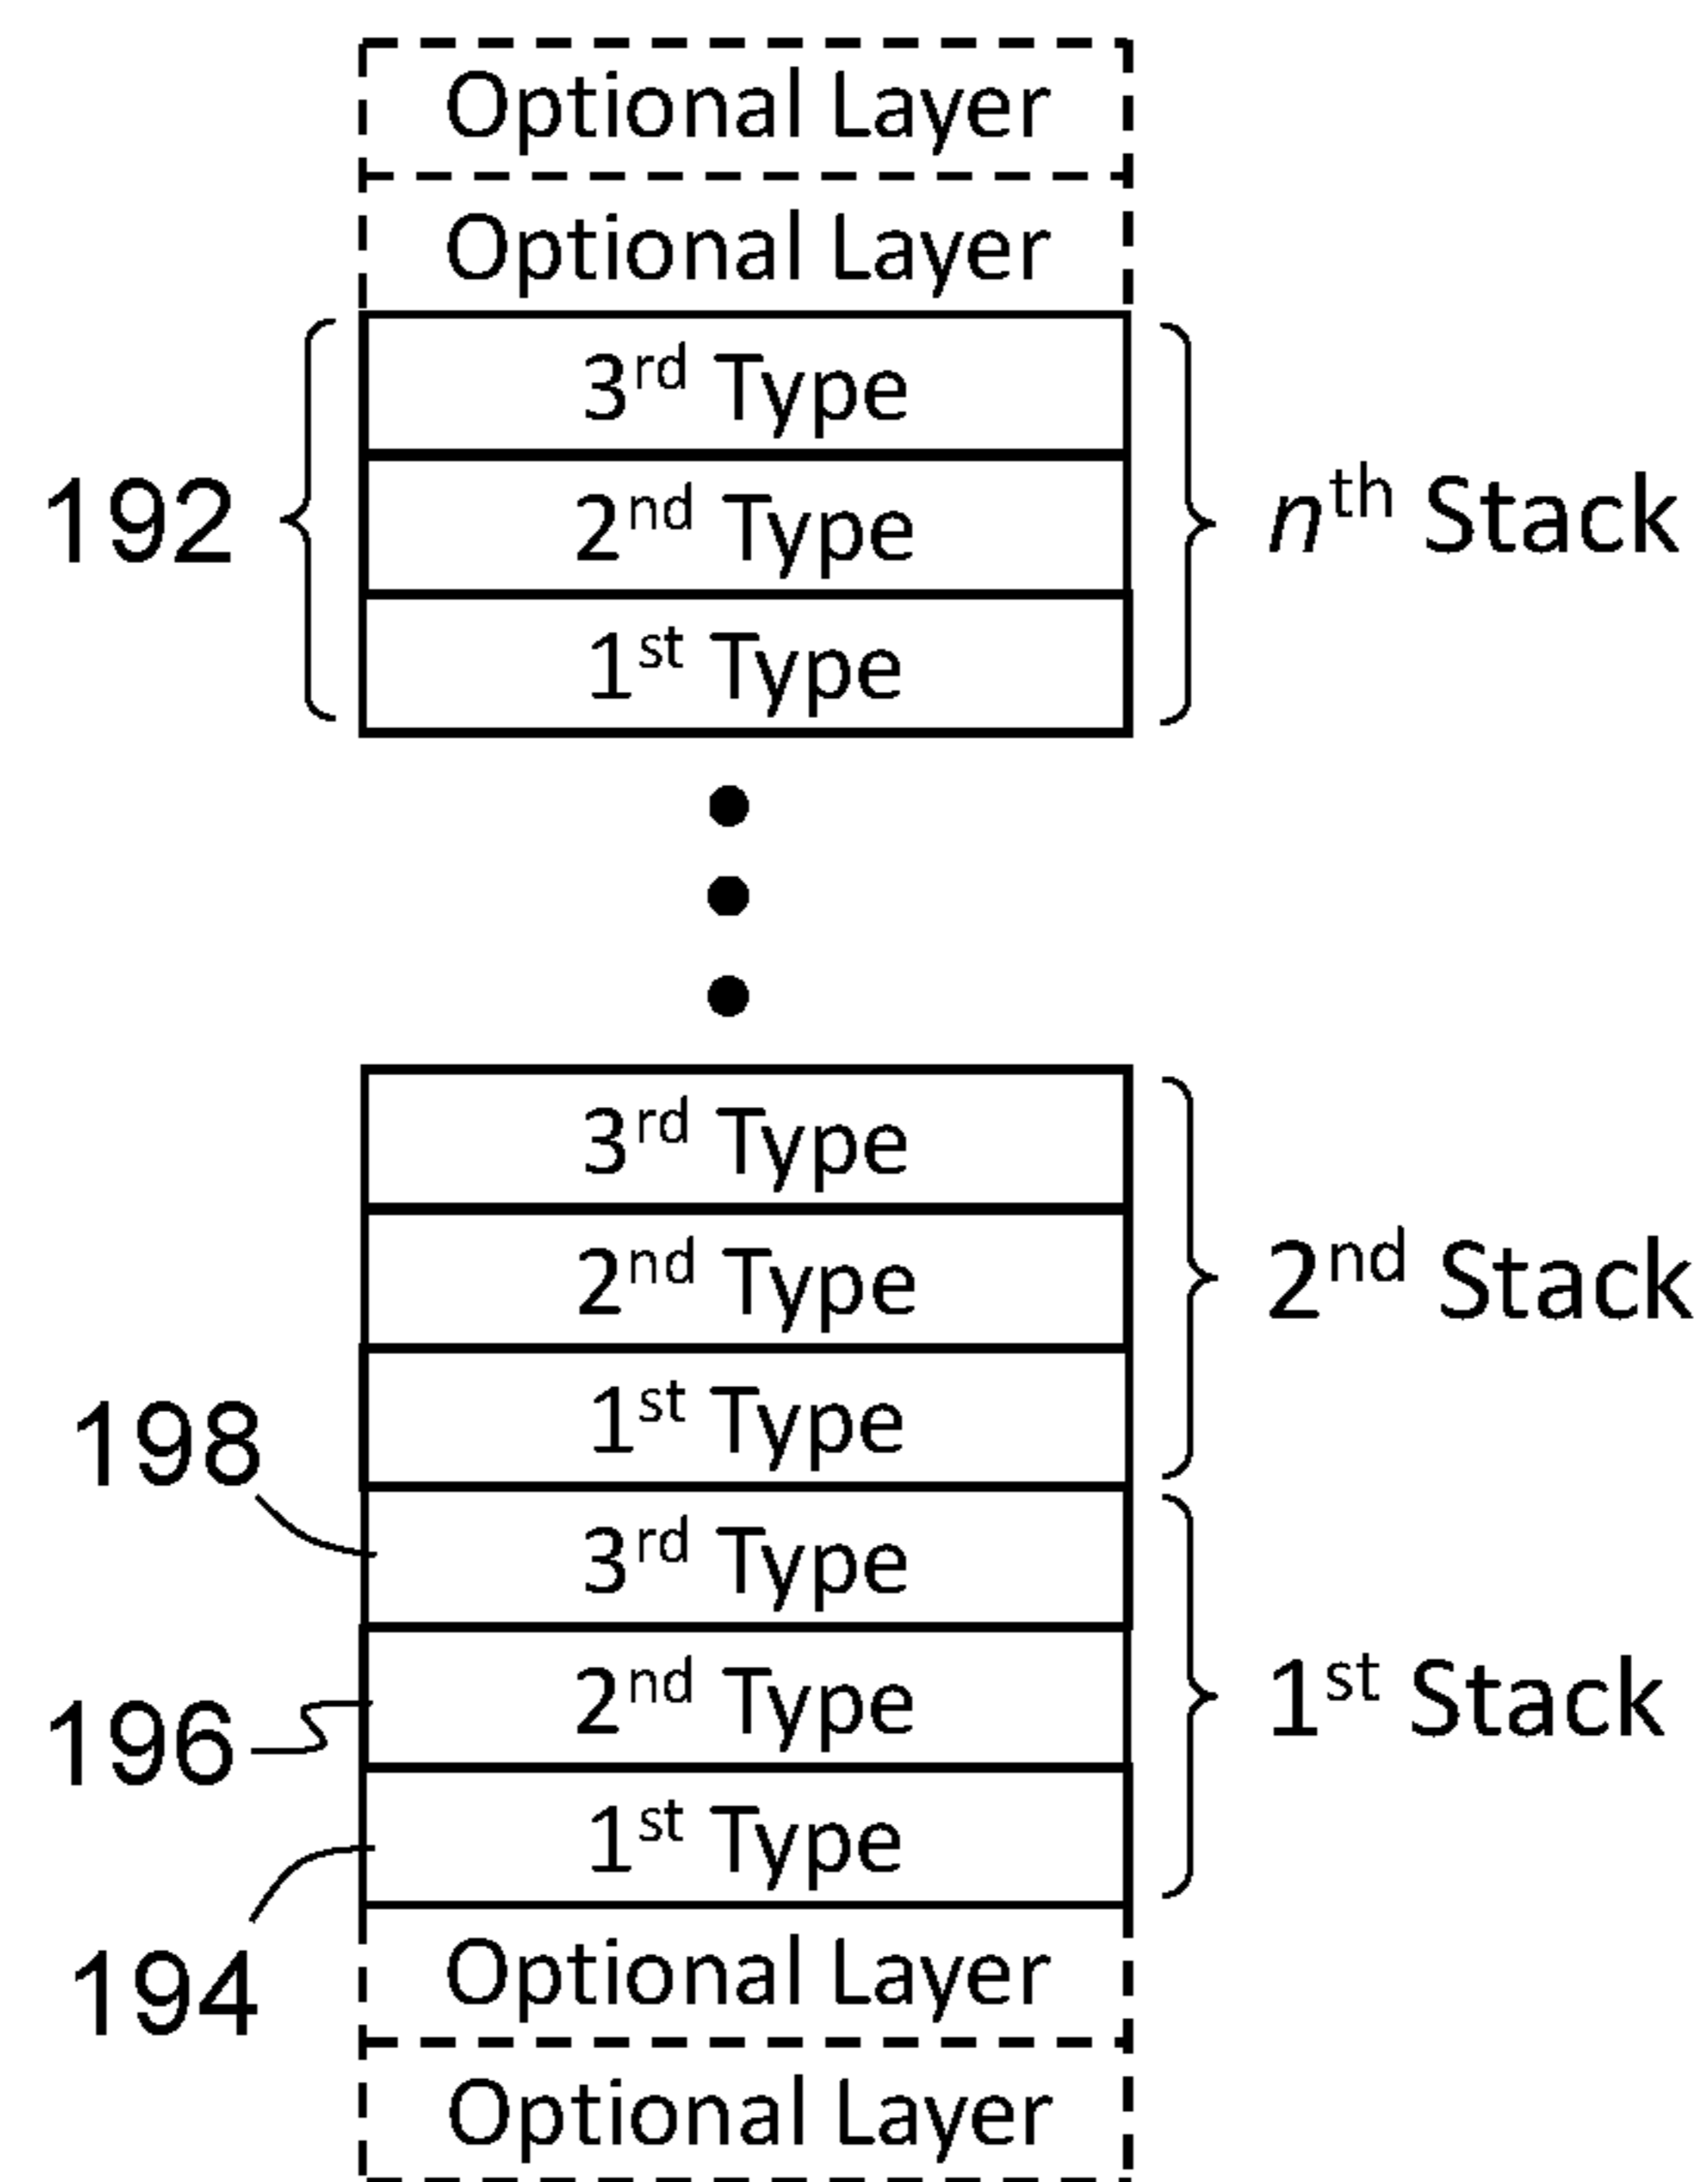 Optional Layer
Optional Layer
3rd Type
192
2nd Type
nth Stack
1st Type
3rd Type
2nd Type
2nd Stack
1st Type
198
3rd Type
196
2nd Type
1st Stack
1st Type
194
Optional Layer
Optional Layer